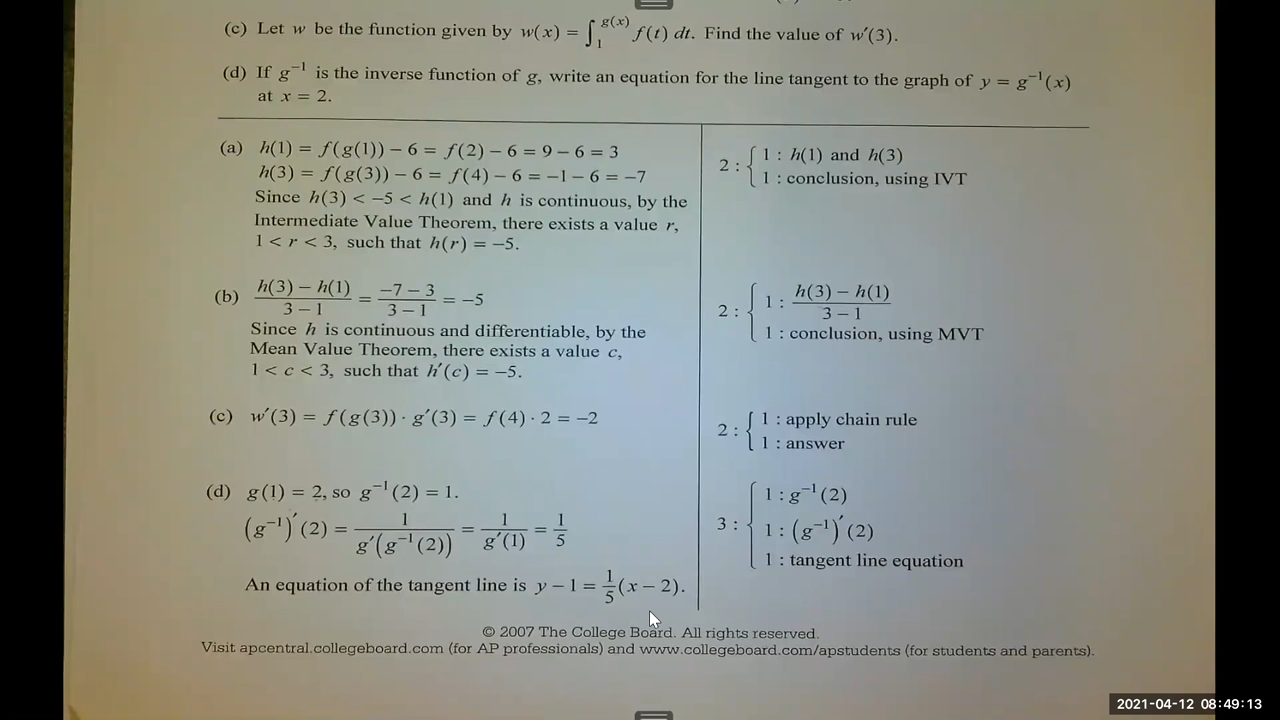 (c) Let w be the function given by w(x) = ∫₁^{g(x)} f(t) dt. Find the value of w′(3).
(d) If g⁻¹ is the inverse function of g, write an equation for the line tangent to the graph of y = g⁻¹(x)
at x = 2.
(a) h(1) = f(g(1)) − 6 = f(2) − 6 = 9 − 6 = 3
h(3) = f(g(3)) − 6 = f(4) − 6 = −1 − 6 = −7
Since h(3) < −5 < h(1) and h is continuous, by the
Intermediate Value Theorem, there exists a value r,
1 < r < 3, such that h(r) = −5.
2 : { 1 : h(1) and h(3)
1 : conclusion, using IVT
(b) (h(3) − h(1))/(3 − 1) = (−7 − 3)/(3 − 1) = −5
Since h is continuous and differentiable, by the
Mean Value Theorem, there exists a value c,
1 < c < 3, such that h′(c) = −5.
2 : { 1 : (h(3) − h(1))/(3 − 1)
1 : conclusion, using MVT
(c) w′(3) = f(g(3)) · g′(3) = f(4) · 2 = −2
2 : { 1 : apply chain rule
1 : answer
(d) g(1) = 2, so g⁻¹(2) = 1.
(g⁻¹)′(2) = 1/(g′(g⁻¹(2))) = 1/(g′(1)) = 1/5
An equation of the tangent line is y − 1 = 1/5(x − 2).
3 : { 1 : g⁻¹(2)
1 : (g⁻¹)′(2)
1 : tangent line equation
© 2007 The College Board. All rights reserved.
Visit apcentral.collegeboard.com (for AP professionals) and www.collegeboard.com/apstudents (for students and parents).
2021-04-12 08:49:13